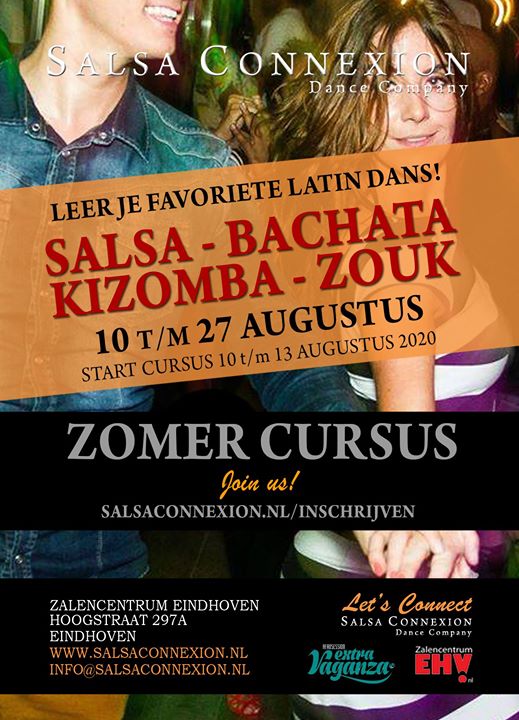 SALSA CONNEXION
Dance Company
LEER JE FAVORIETE LATIN DANS!
SALSA - BACHATA
KIZOMBA - ZOUK
10 T/M 27 AUGUSTUS
START CURSUS 10 t/m 13 AUGUSTUS 2020
ZOMER CURSUS
Join us!
SALSACONNEXION.NL/INSCHRIJVEN
ZALENCENTRUM EINDHOVEN
HOOGSTRAAT 297A
EINDHOVEN
WWW.SALSACONNEXION.NL
INFO@SALSACONNEXION.NL
Let's Connect
SALSA CONNEXION
Dance Company
extra
Vaganza
Zalencentrum
EHV
.nl